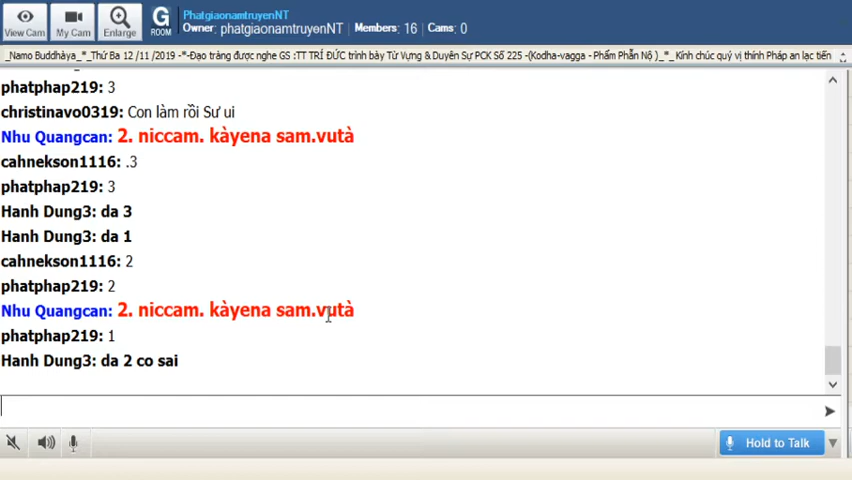 View Cam
My Cam
Enlarge
G
ROOM
PhatgiaonamtruyenNT
Owner: phatgiaonamtruyenNT Members: 16 Cams: 0
_Namo Buddhàya_*_Thứ Ba 12 /11 /2019 -*-Đạo tràng được nghe GS :TT TRÍ ĐỨC trình bày Từ Vựng & Duyên Sự PCK Số 225 -(Kodha-vagga - Phẩm Phẫn Nộ )_*_ Kính chúc quý vị thính Pháp an lạc tiến
phatphap219: 3
christinavo0319: Con làm rồi Sư ui
Nhu Quangcan: 2. niccam. kàyena sam.vutà
cahnekson1116: .3
phatphap219: 3
Hanh Dung3: da 3
Hanh Dung3: da 1
cahnekson1116: 2
phatphap219: 2
Nhu Quangcan: 2. niccam. kàyena sam.vutà
phatphap219: 1
Hanh Dung3: da 2 co sai
Hold to Talk